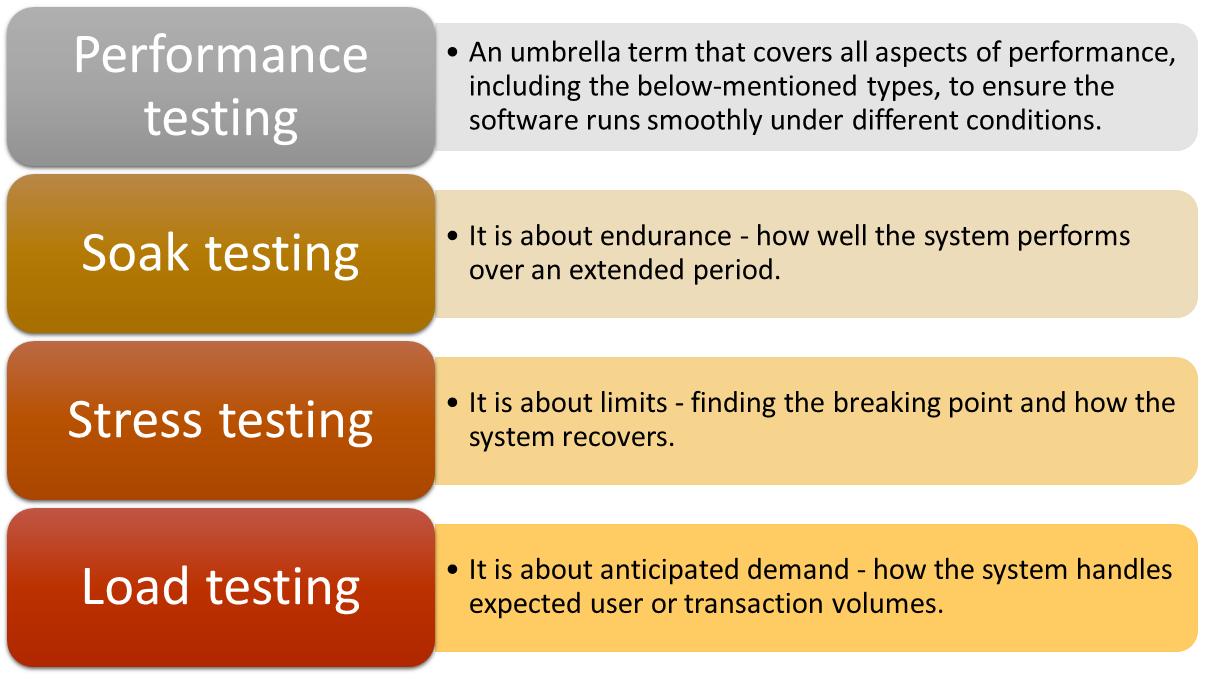 Performance
testing
• An umbrella term that covers all aspects of performance,
including the below-mentioned types, to ensure the
software runs smoothly under different conditions.
Soak testing
• It is about endurance - how well the system performs
over an extended period.
Stress testing
• It is about limits - finding the breaking point and how the
system recovers.
Load testing
• It is about anticipated demand - how the system handles
expected user or transaction volumes.